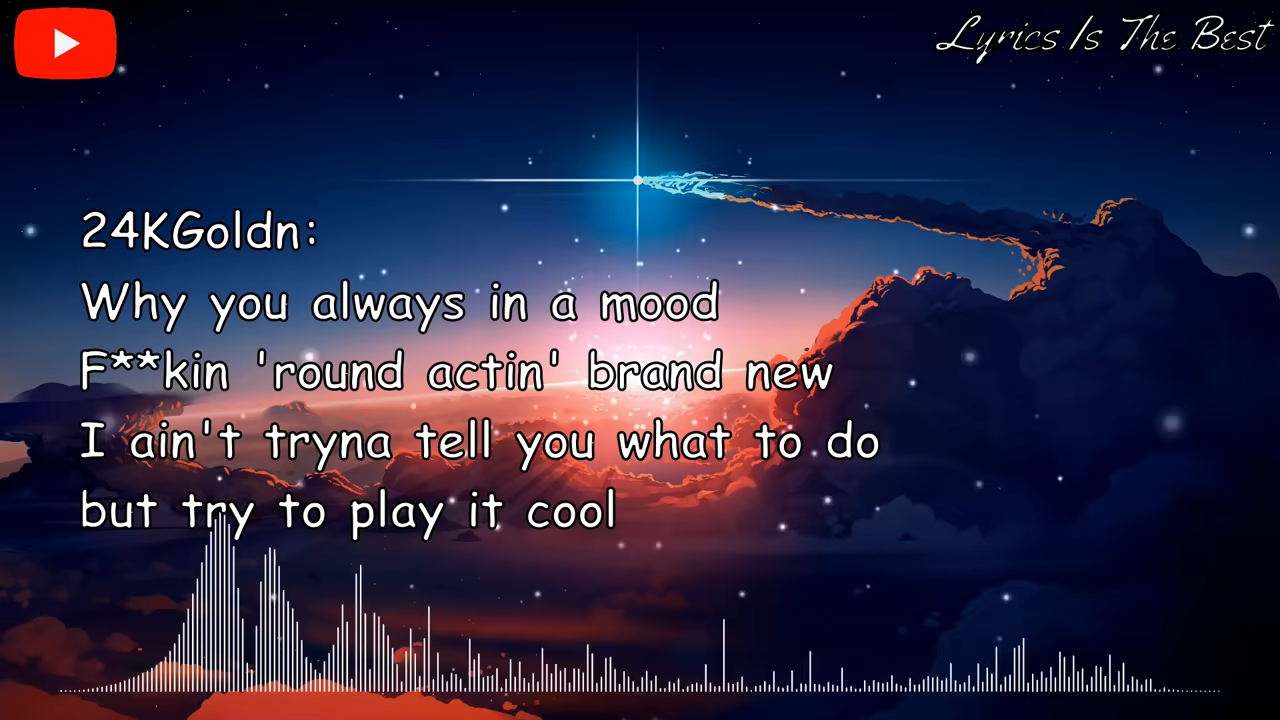 Lyrics Is The Best
24KGoldn:
Why you always in a mood
F**kin 'round actin' brand new
I ain't tryna tell you what to do
but try to play it cool